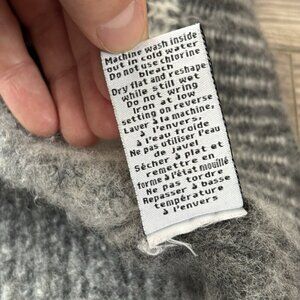 Machine wash inside
out in cold water
Do not use chlorine
bleach
Dry flat and reshape
while still wet
Do not wring
Iron at low
setting on reverse
Laver à la machine,
à l'envers,
à l'eau froide
Ne pas utiliser l'eau
de javel
Sécher à plat et
remettre en
forme à l'état mouillé
Ne pas tordre
Repasser à basse
température
à l'envers